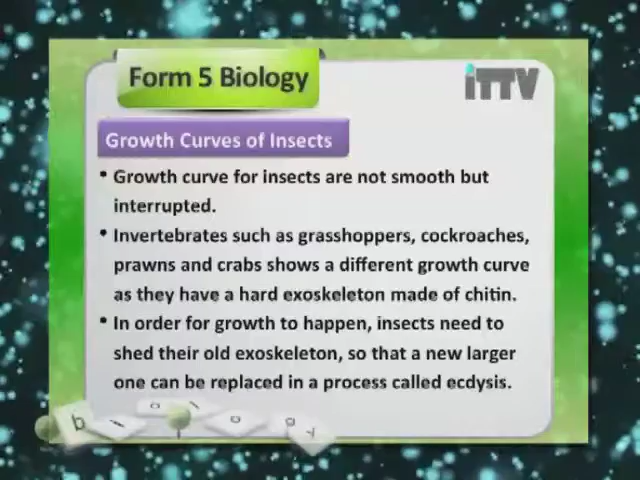 Form 5 Biology
iTTV
Growth Curves of Insects
• Growth curve for insects are not smooth but
interrupted.
• Invertebrates such as grasshoppers, cockroaches,
prawns and crabs shows a different growth curve
as they have a hard exoskeleton made of chitin.
• In order for growth to happen, insects need to
shed their old exoskeleton, so that a new larger
one can be replaced in a process called ecdysis.
b i o l o g y